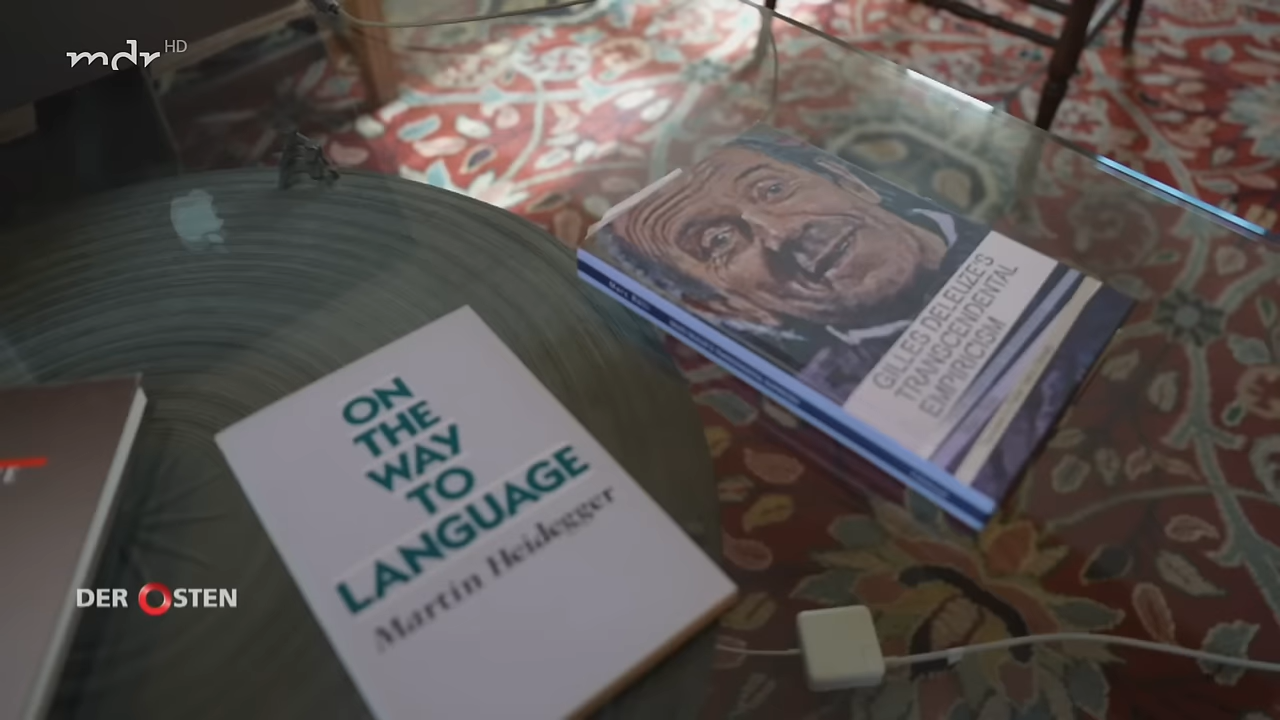 mdr HD
ON
THE
WAY
TO
LANGUAGE
Martin Heidegger
GILLES DELEUZE'S
TRANSCENDENTAL
EMPIRICISM
DER OSTEN